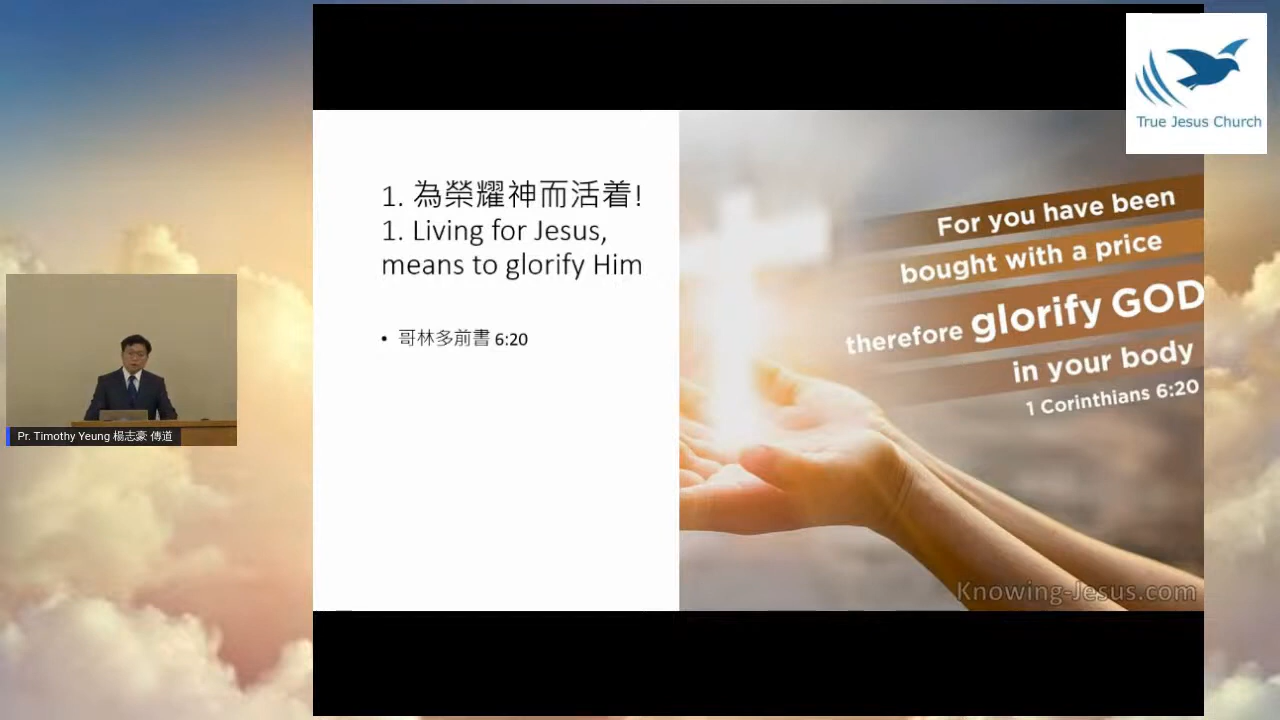 True Jesus Church
1. 為榮耀神而活着!
1. Living for Jesus,
means to glorify Him
• 哥林多前書 6:20
For you have been
bought with a price
therefore glorify GOD
in your body
1 Corinthians 6:20
Knowing-Jesus.com
Pr. Timothy Yeung 楊志豪 傳道